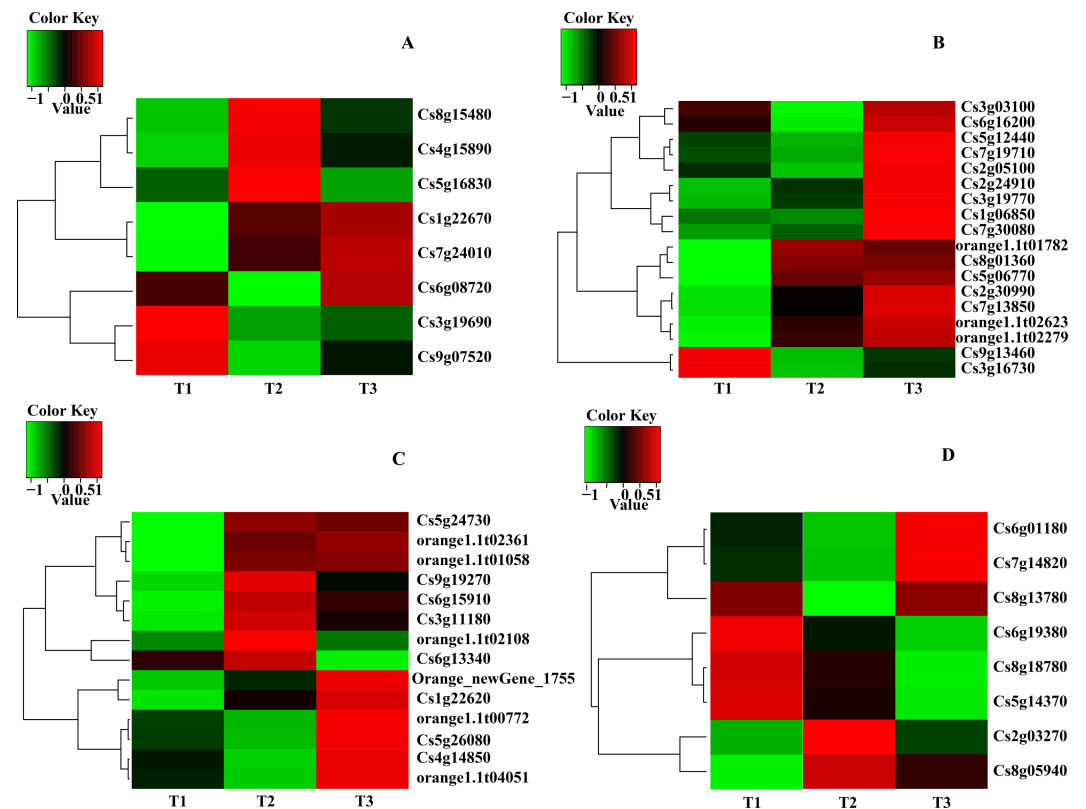 Color Key
A
−1 0 0.51
Value
Cs8g15480
Cs4g15890
Cs5g16830
Cs1g22670
Cs7g24010
Cs6g08720
Cs3g19690
Cs9g07520
T1 T2 T3
Color Key
B
−1 0 0.51
Value
Cs3g03100
Cs6g16200
Cs5g12440
Cs7g19710
Cs2g05100
Cs2g24910
Cs3g19770
Cs1g06850
Cs7g30080
orange1.1t01782
Cs8g01360
Cs5g06770
Cs2g30990
Cs7g13850
orange1.1t02623
orange1.1t02279
Cs9g13460
Cs3g16730
T1 T2 T3
Color Key
C
−1 0 0.51
Value
Cs5g24730
orange1.1t02361
orange1.1t01058
Cs9g19270
Cs6g15910
Cs3g11180
orange1.1t02108
Cs6g13340
Orange_newGene_1755
Cs1g22620
orange1.1t00772
Cs5g26080
Cs4g14850
orange1.1t04051
T1 T2 T3
Color Key
D
−1 0 0.51
Value
Cs6g01180
Cs7g14820
Cs8g13780
Cs6g19380
Cs8g18780
Cs5g14370
Cs2g03270
Cs8g05940
T1 T2 T3